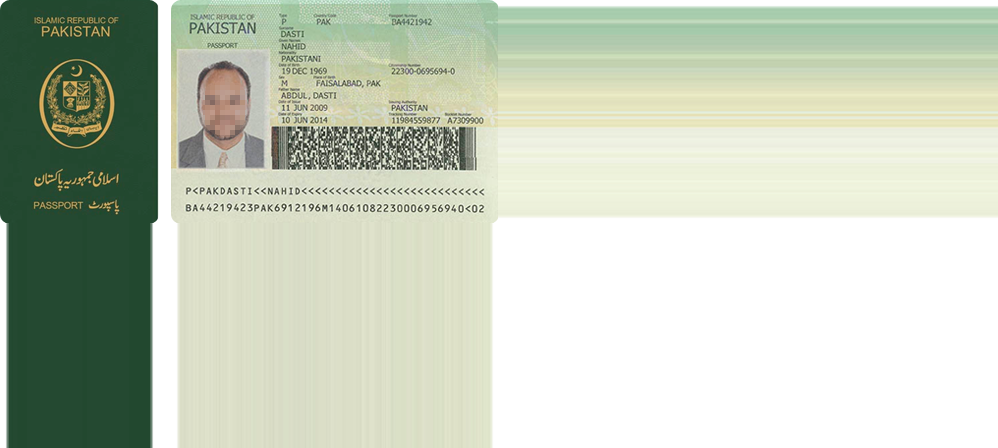 ISLAMIC REPUBLIC OF
PAKISTAN
اسلامی جمہوریہ پاکستان
PASSPORT پاسپورٹ
ISLAMIC REPUBLIC OF
PAKISTAN
PASSPORT
Type Country Code Passport Number
P PAK BA4421942
Surname
DASTI
Given Names
NAHID
Nationality
PAKISTANI
Date of Birth Citizenship Number
19 DEC 1969 22300-0695694-0
Sex Place of Birth
M FAISALABAD, PAK
Father Name
ABDUL, DASTI
Date of Issue Issuing Authority
11 JUN 2009 PAKISTAN
Date of Expiry Tracking Number Booklet Number
10 JUN 2014 11984559877 A7309900
P<PAKDASTI<<NAHID<<<<<<<<<<<<<<<<<<<<<<<<<<<
BA44219423PAK6912196M14061082230006956940<02